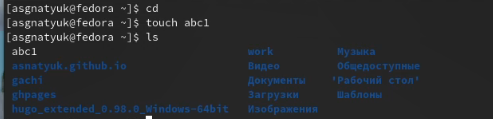 [asgnatyuk@fedora ~]$ cd
[asgnatyuk@fedora ~]$ touch abc1
[asgnatyuk@fedora ~]$ ls
abc1 work Музыка
asnatyuk.github.io Видео Общедоступные
gachi Документы 'Рабочий стол'
ghpages Загрузки Шаблоны
hugo_extended_0.98.0_Windows-64bit Изображения